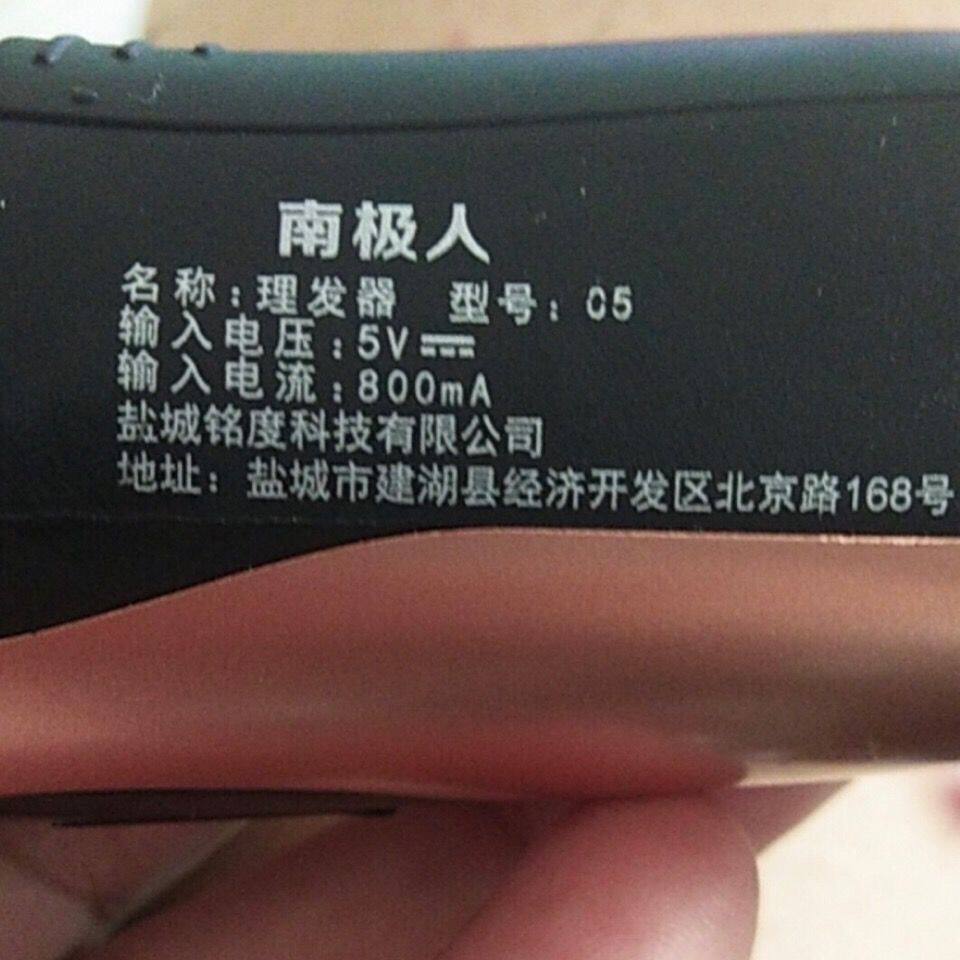 南极人
名称:理发器 型号:C5
输入电压:5V⎓
输入电流:800mA
盐城铭度科技有限公司
地址:盐城市建湖县经济开发区北京路168号